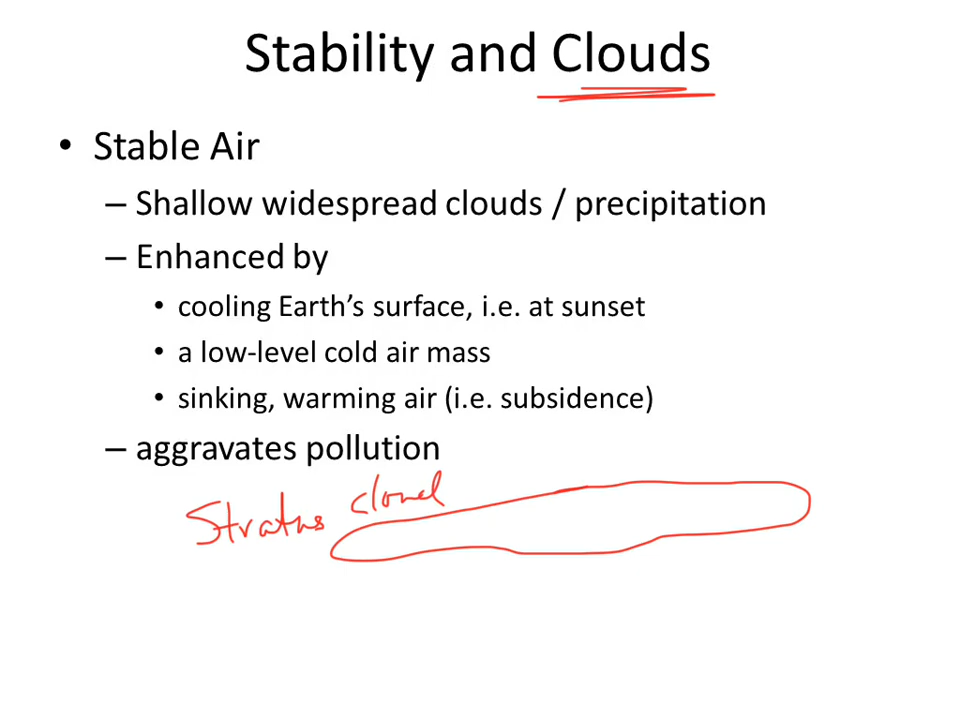 Stability and Clouds
• Stable Air
– Shallow widespread clouds / precipitation
– Enhanced by
• cooling Earth’s surface, i.e. at sunset
• a low-level cold air mass
• sinking, warming air (i.e. subsidence)
– aggravates pollution
Stratus cloud